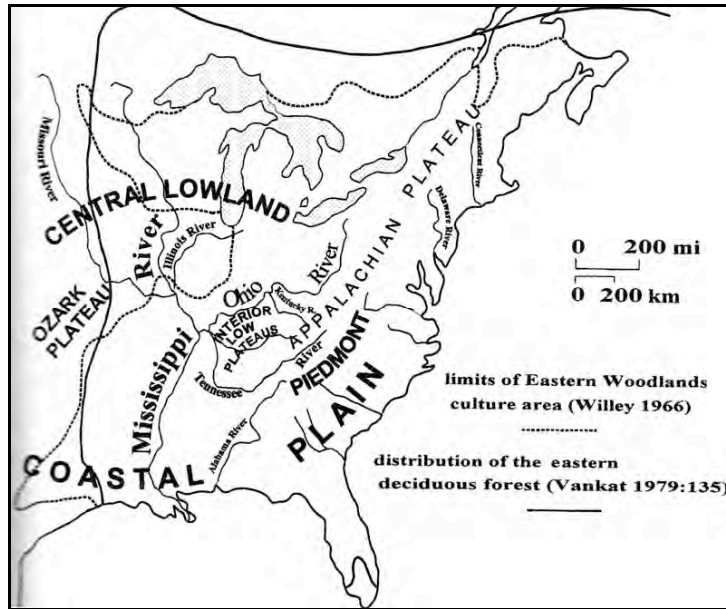 Missouri River
CENTRAL LOWLAND
River
Illinois River
OZARK
PLATEAU
Mississippi
Ohio
River
Kentucky R.
INTERIOR
LOW
PLATEAUS
Tennessee
River
APPALACHIAN PLATEAU
Connecticut River
Delaware River
PIEDMONT
Alabama River
COASTAL
PLAIN
0 200 mi
0 200 km
limits of Eastern Woodlands
culture area (Willey 1966)
distribution of the eastern
deciduous forest (Vankat 1979:135)